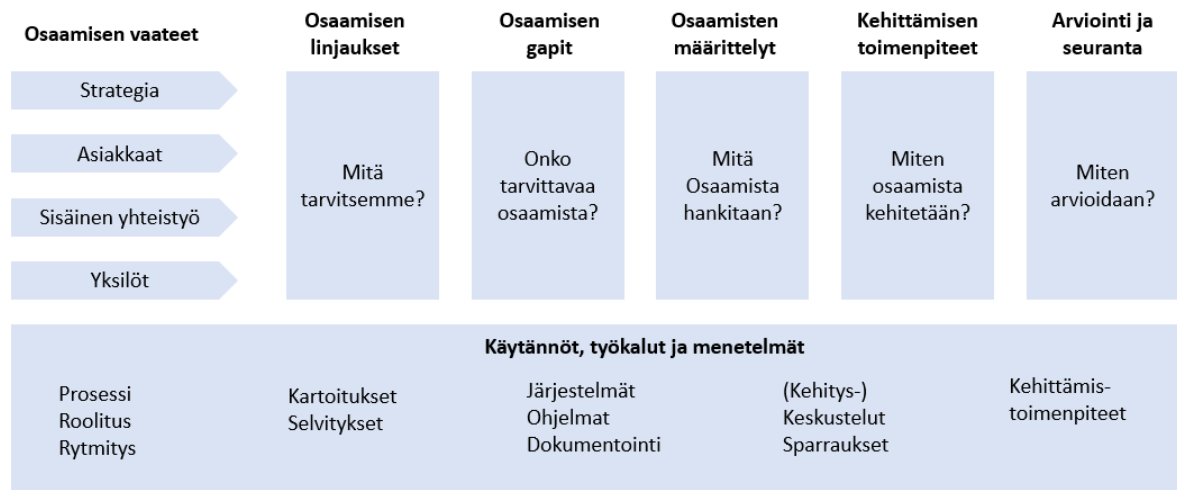 Osaamisen vaateet
Strategia
Asiakkaat
Sisäinen yhteistyö
Yksilöt
Osaamisen
linjaukset
Mitä
tarvitsemme?
Osaamisen
gapit
Onko
tarvittavaa
osaamista?
Osaamisten
määrittelyt
Mitä
Osaamista
hankitaan?
Kehittämisen
toimenpiteet
Miten
osaamista
kehitetään?
Arviointi ja
seuranta
Miten
arvioidaan?
Käytännöt, työkalut ja menetelmät
Prosessi
Roolitus
Rytmitys
Kartoitukset
Selvitykset
Järjestelmät
Ohjelmat
Dokumentointi
(Kehitys-)
Keskustelut
Sparraukset
Kehittämis-
toimenpiteet